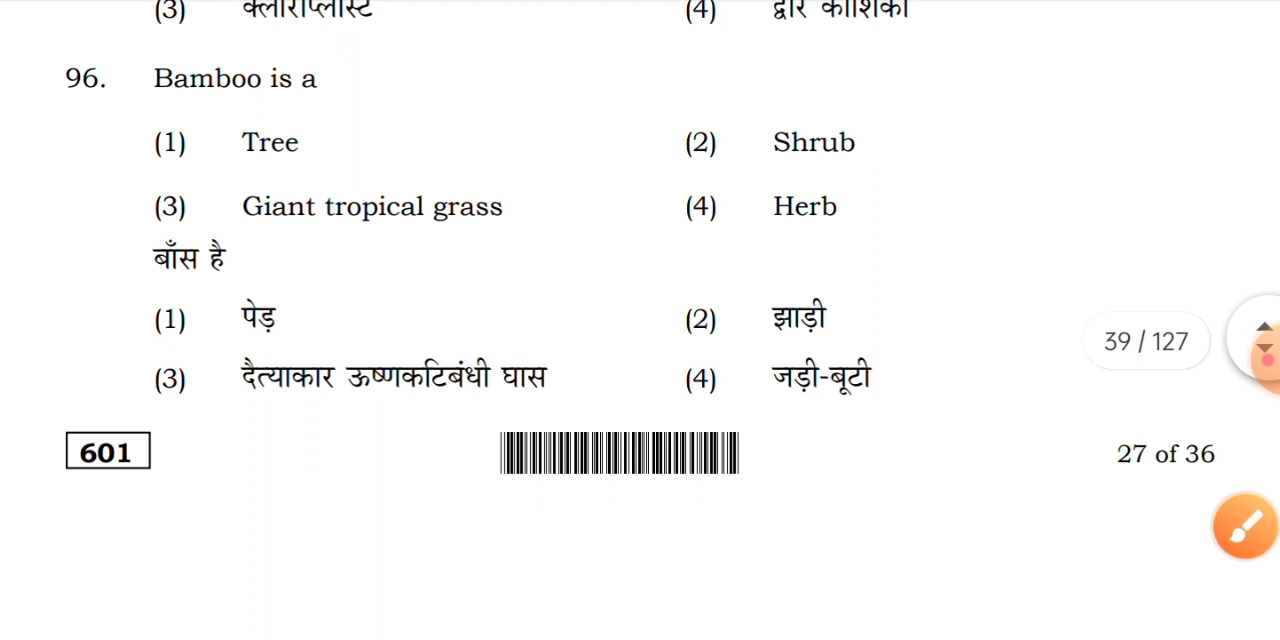 (3) क्लोरोप्लास्ट (4) द्वार कोशिका
96. Bamboo is a
(1) Tree (2) Shrub
(3) Giant tropical grass (4) Herb
बाँस है
(1) पेड़ (2) झाड़ी
(3) दैत्याकार ऊष्णकटिबंधी घास (4) जड़ी-बूटी
39 / 127
601 27 of 36